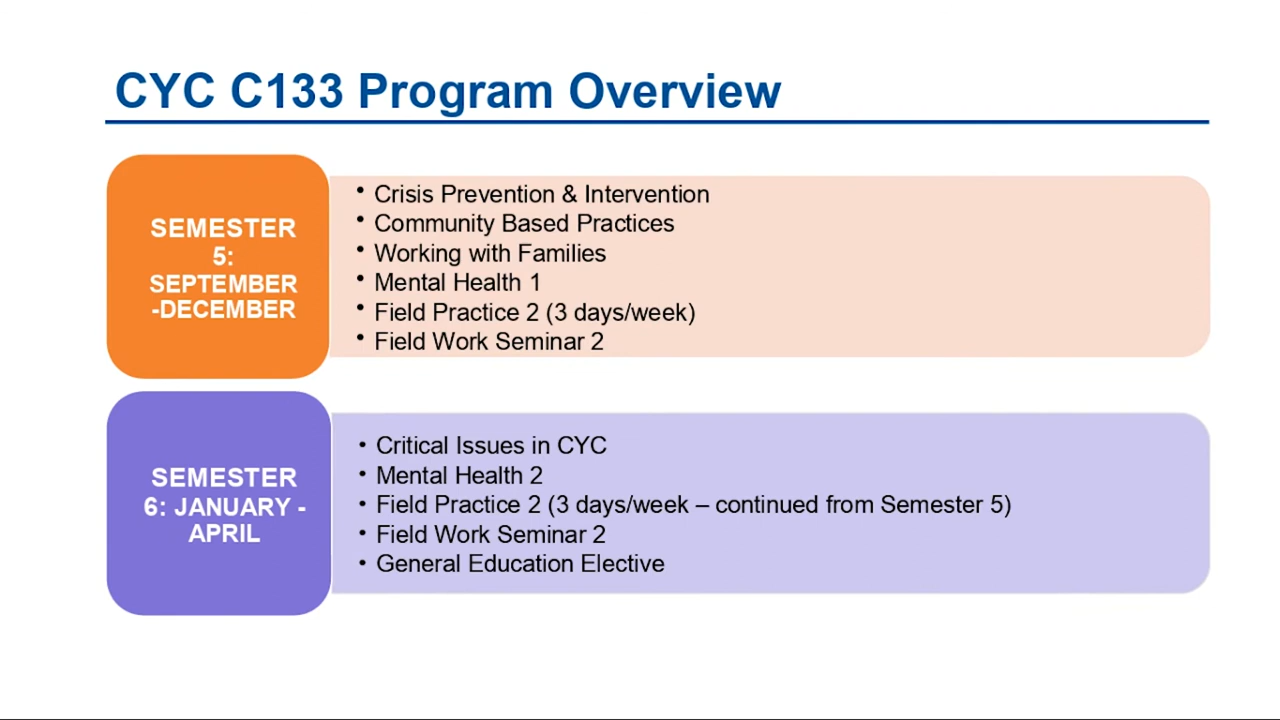 CYC C133 Program Overview
SEMESTER
5:
SEPTEMBER
-DECEMBER
• Crisis Prevention & Intervention
• Community Based Practices
• Working with Families
• Mental Health 1
• Field Practice 2 (3 days/week)
• Field Work Seminar 2
SEMESTER
6: JANUARY -
APRIL
• Critical Issues in CYC
• Mental Health 2
• Field Practice 2 (3 days/week – continued from Semester 5)
• Field Work Seminar 2
• General Education Elective